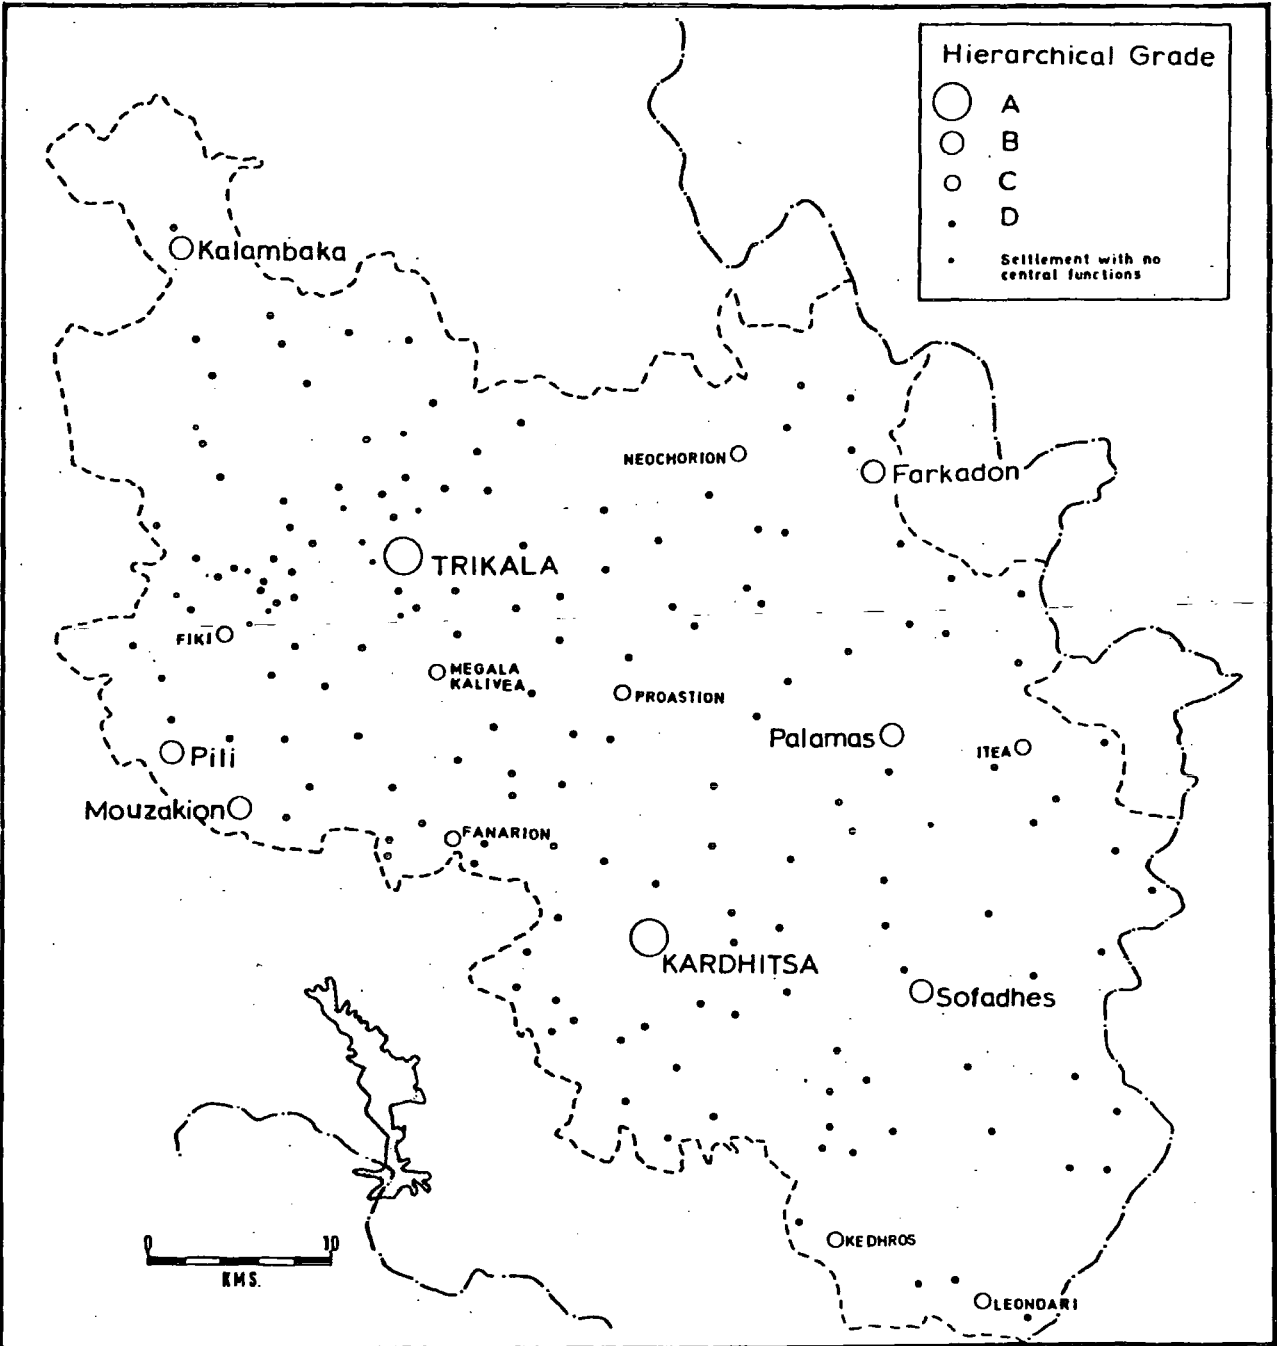 Hierarchical Grade
A
B
C
D
Settlement with no
central functions
Kalambaka
NEOCHORION
Farkadon
TRIKALA
FIKI
MEGALA
KALIVEA
PROASTION
Palamas
ITEA
Pili
Mouzakion
FANARION
KARDHITSA
Sofadhes
0 10
KMS.
KEDHROS
LEONDARI